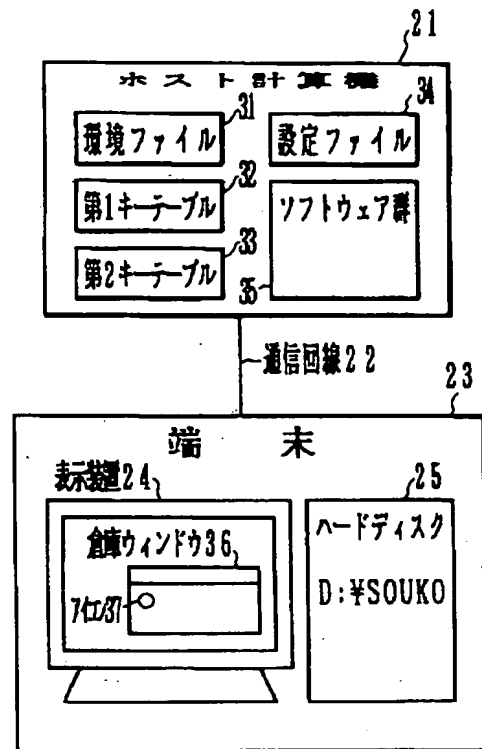 21
ホスト計算機
31
34
環境ファイル
設定ファイル
32
第1キーテーブル
ソフトウェア群
33
第2キーテーブル
35
通信回線22
23
端末
表示装置24
25
倉庫ウィンドウ36
ハードディスク
D:¥SOUKO
アイコン37